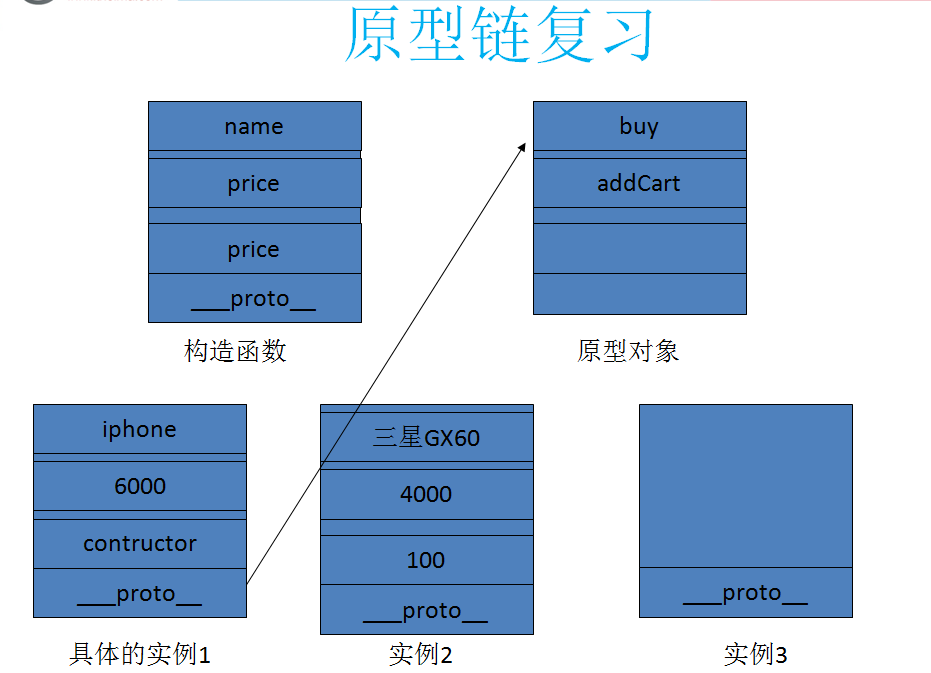 原型链复习
name
price
price
___proto__
构造函数
buy
addCart
原型对象
iphone
6000
contructor
___proto__
具体的实例1
三星GX60
4000
100
___proto__
实例2
___proto__
实例3